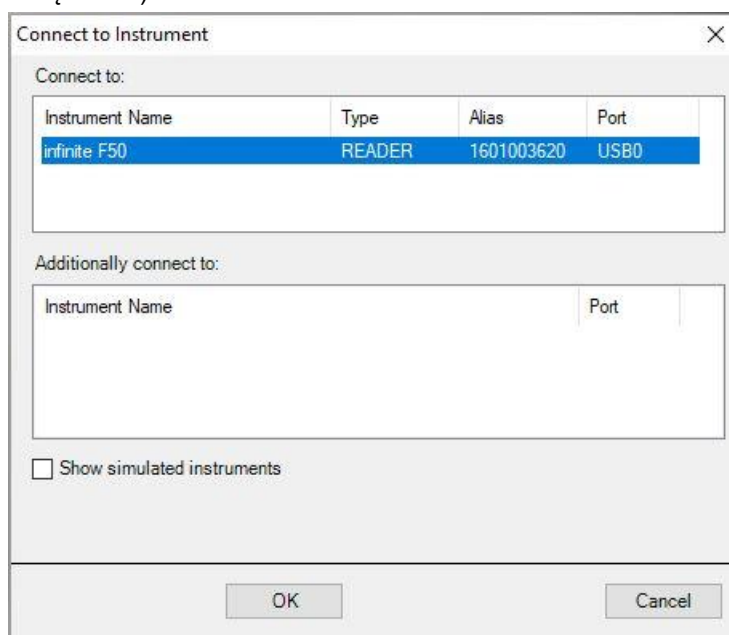 Connect to Instrument
Connect to:
Instrument Name Type Alias Port
infinite F50 READER 1601003620 USB0
Additionally connect to:
Instrument Name Port
Show simulated instruments
OK Cancel